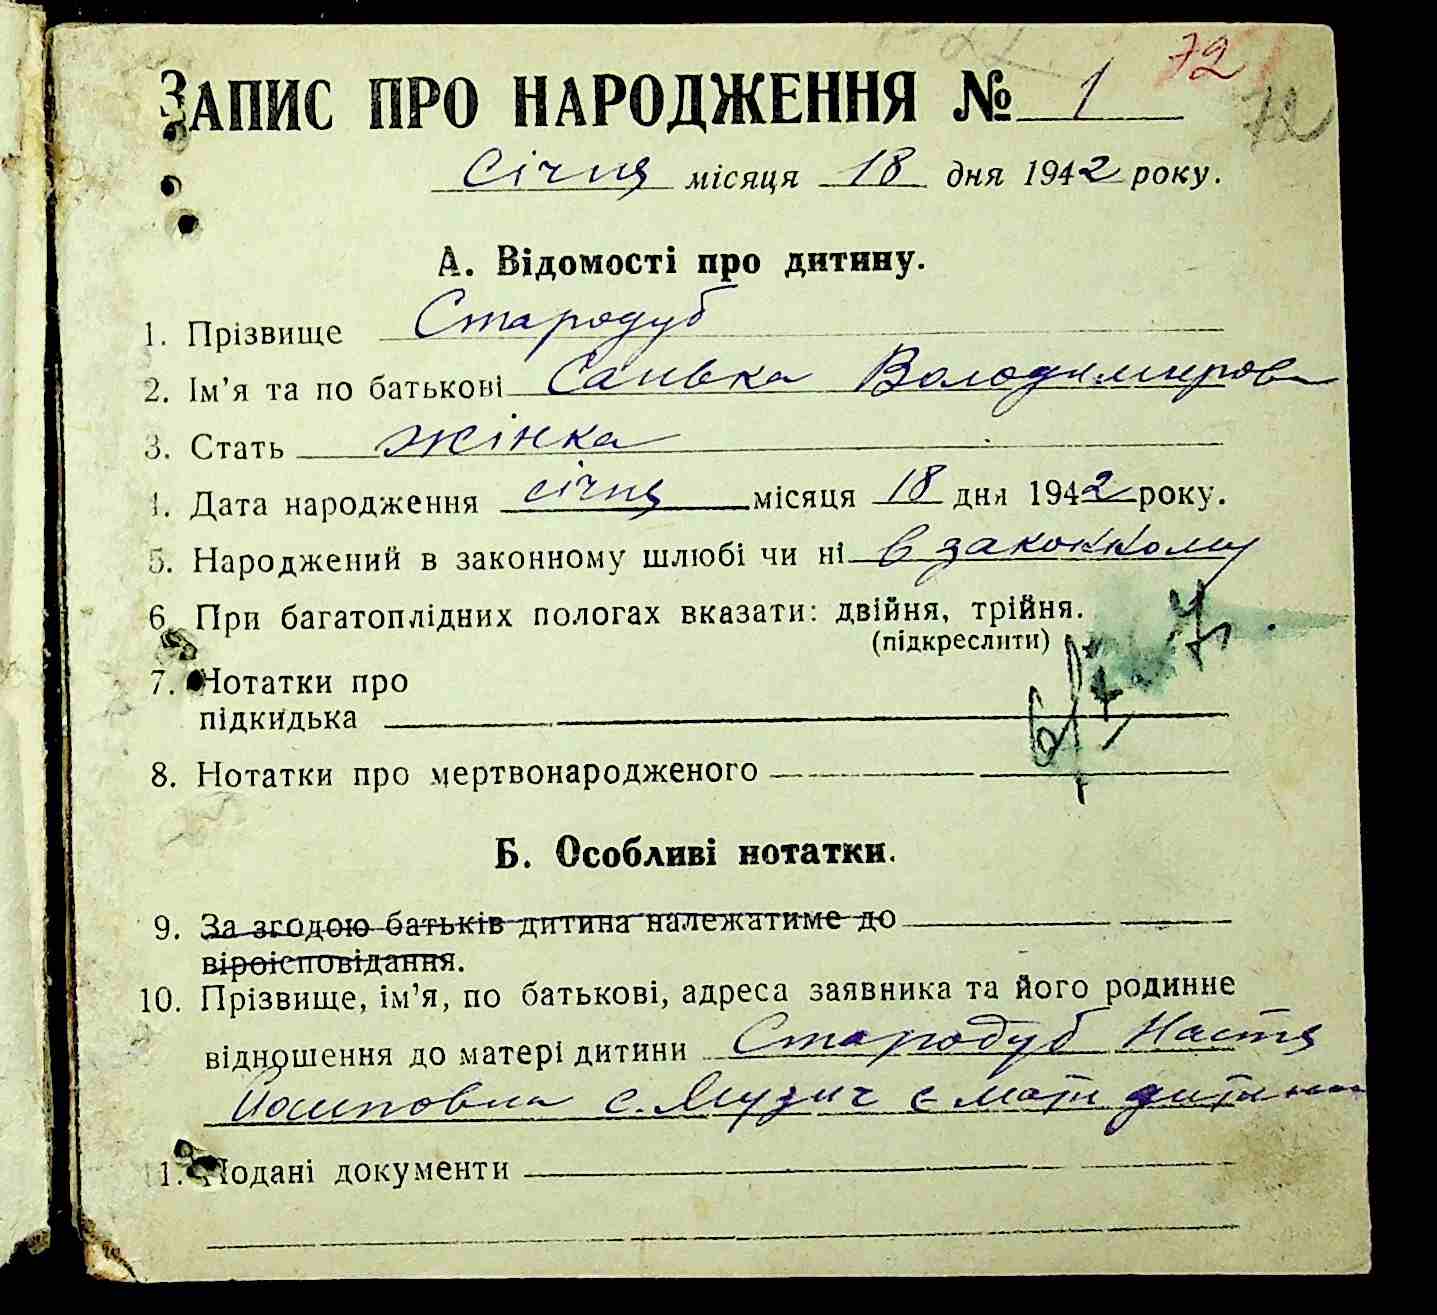 72
ЗАПИС ПРО НАРОДЖЕННЯ № 1
72
січня місяця 18 дня 1942 року.
А. Відомості про дитину.
1. Прізвище Стародуб
2. Ім'я та по батькові Санька Володимиров
3. Стать жінка
4. Дата народження січня місяця 18 дня 1942 року.
5. Народжений в законному шлюбі чи ні в законному
6. При багатоплідних пологах вказати: двійня, трійня.
(підкреслити)
7. Нотатки про
підкидька
8. Нотатки про мертвонародженого
Б. Особливі нотатки.
9. За згодою батьків дитина належатиме до
віроісповідання.
10. Прізвище, ім'я, по батькові, адреса заявника та його родинне
відношення до матері дитини Стародуб Настя
Йосиповна с. є мати дитини
11. Подані документи